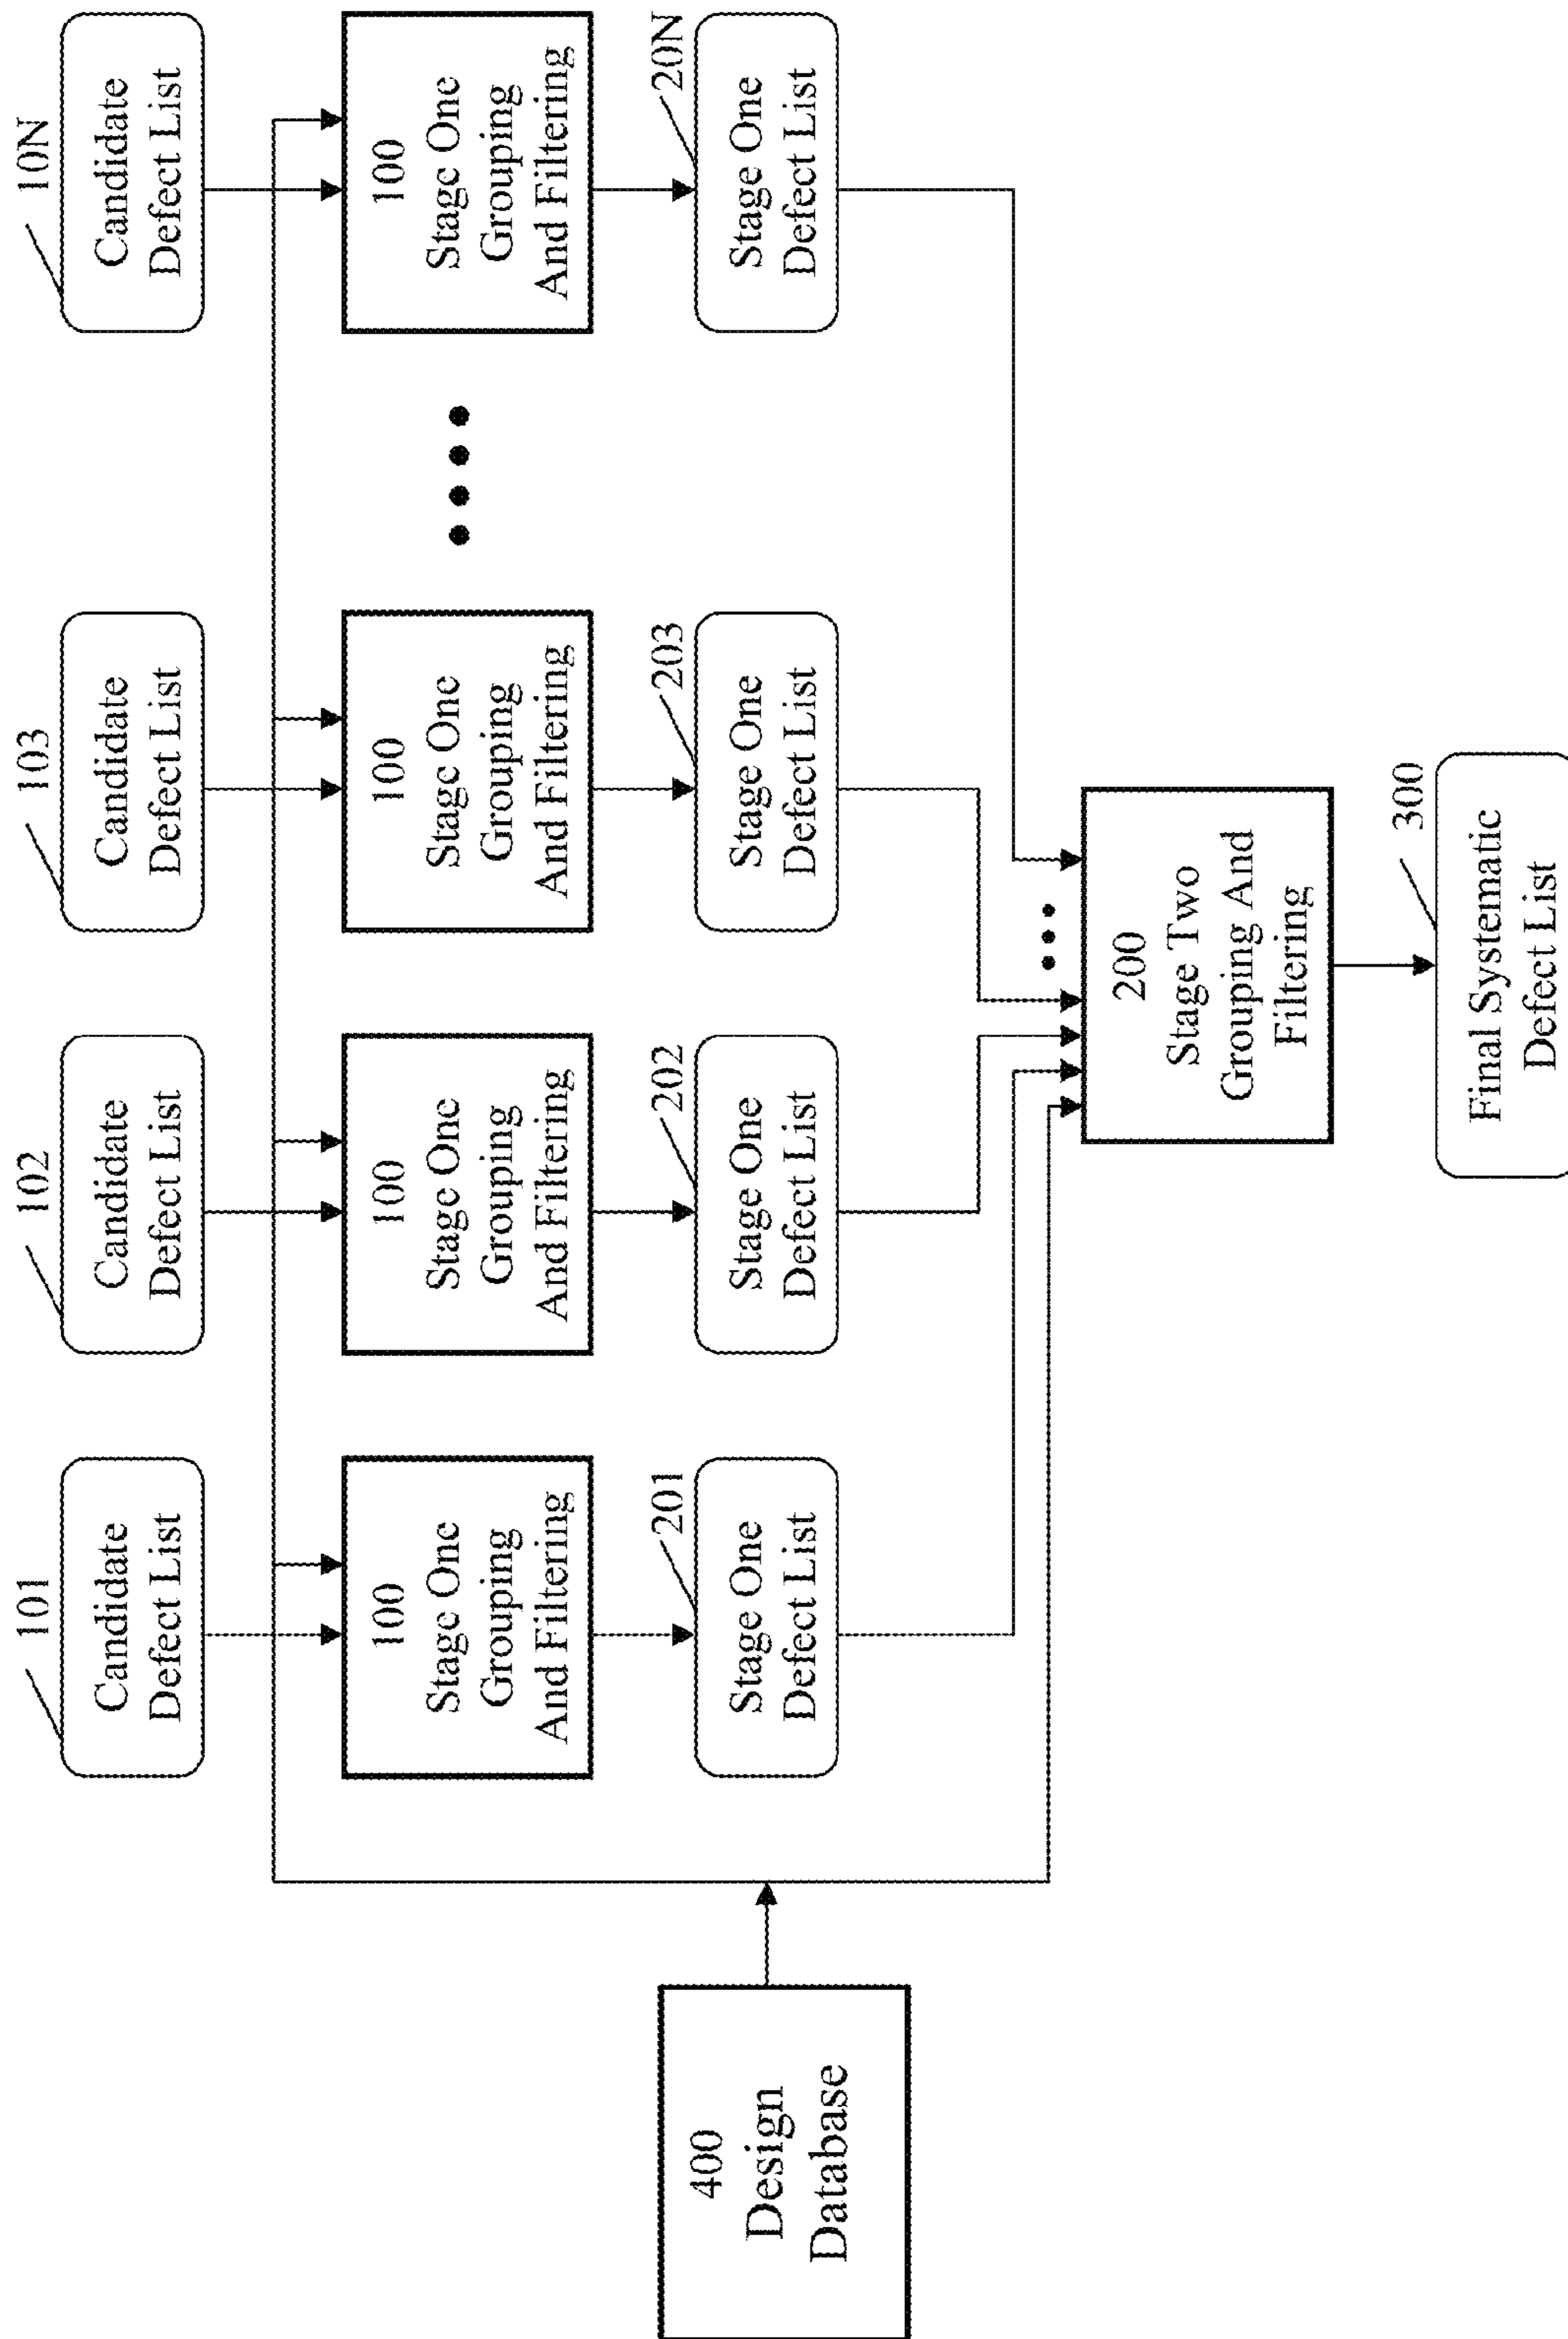 101
102
103
10N
Candidate
Defect List
Candidate
Defect List
Candidate
Defect List
Candidate
Defect List
100
Stage One
Grouping
And Filtering
100
Stage One
Grouping
And Filtering
100
Stage One
Grouping
And Filtering
100
Stage One
Grouping
And Filtering
201
202
203
20N
Stage One
Defect List
Stage One
Defect List
Stage One
Defect List
Stage One
Defect List
400
Design
Database
200
Stage Two
Grouping And
Filtering
300
Final Systematic
Defect List